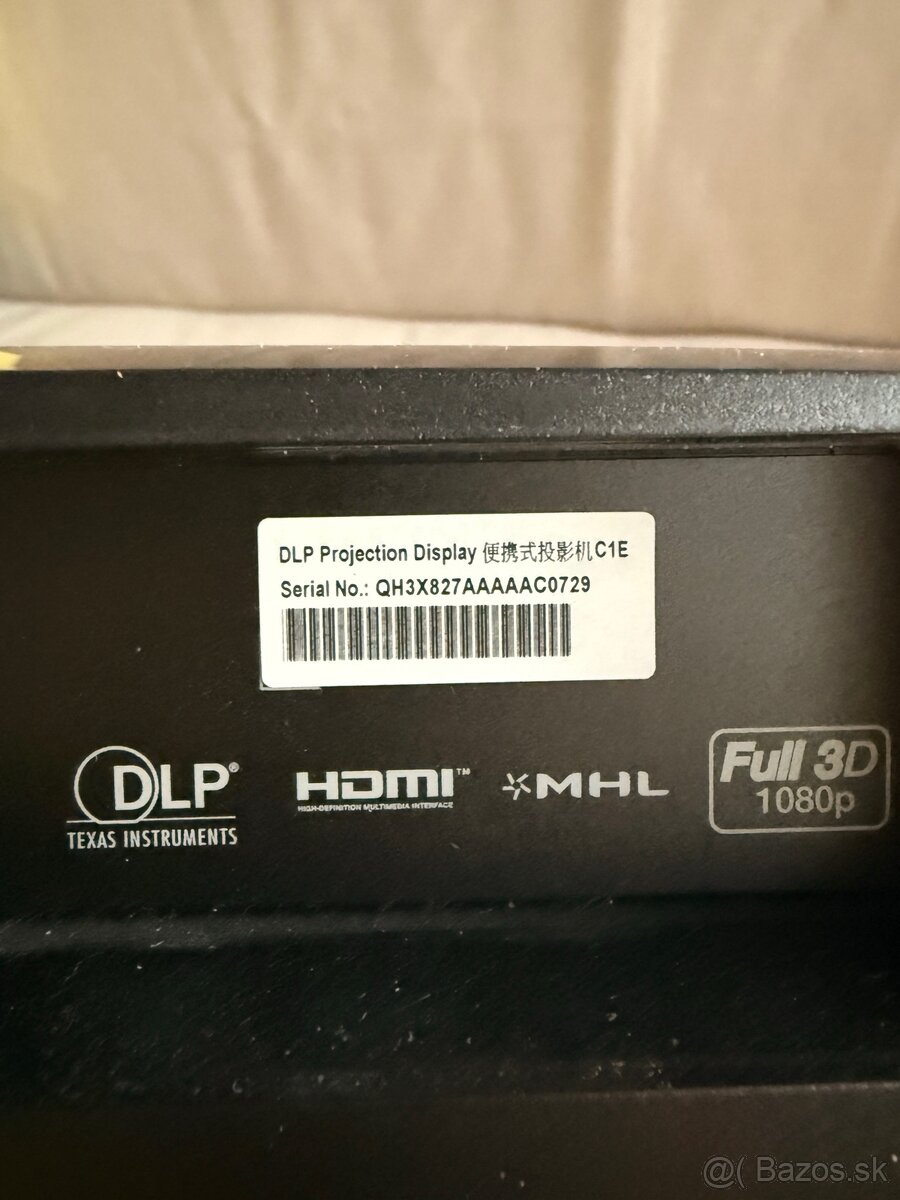 DLP Projection Display 便携式投影机C1E
Serial No.: QH3X827AAAAAC0729
DLP®
TEXAS INSTRUMENTS
HDMI™
HIGH-DEFINITION MULTIMEDIA INTERFACE
MHL
Full 3D
1080p
@( Bazos.sk